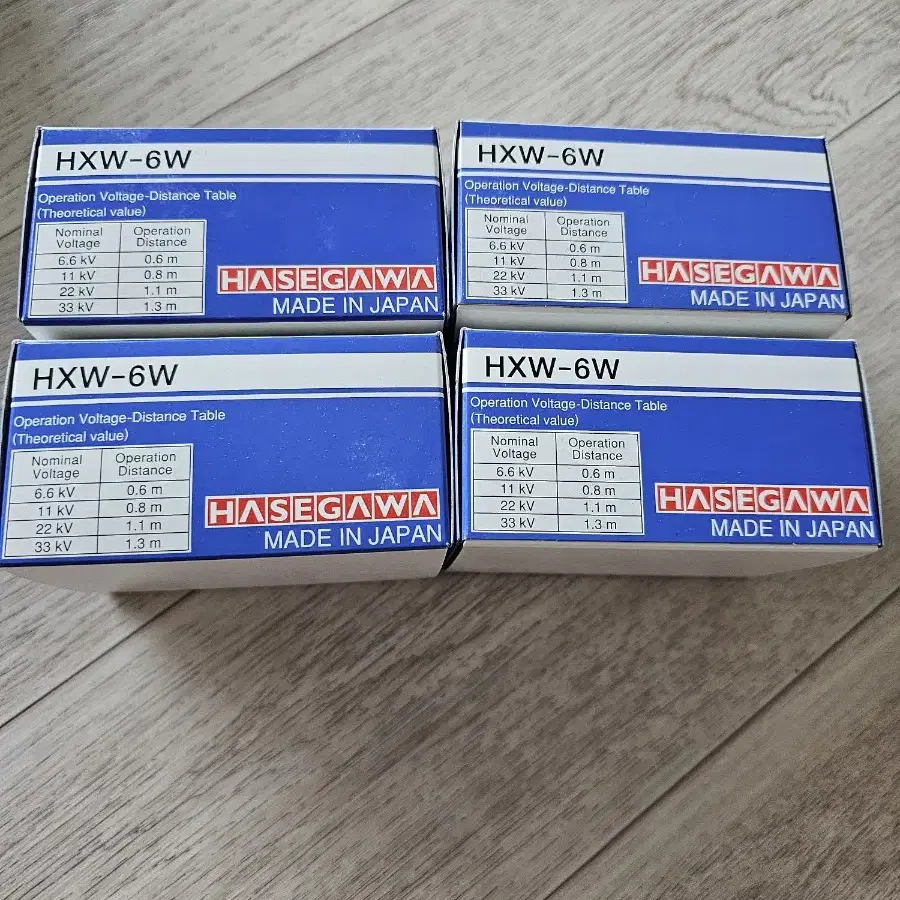 HXW-6W
Operation Voltage-Distance Table
(Theoretical value)
Nominal Voltage Operation Distance
6.6 kV 0.6 m
11 kV 0.8 m
22 kV 1.1 m
33 kV 1.3 m
HASEGAWA
MADE IN JAPAN
HXW-6W
Operation Voltage-Distance Table
(Theoretical value)
Nominal Voltage Operation Distance
6.6 kV 0.6 m
11 kV 0.8 m
22 kV 1.1 m
33 kV 1.3 m
HASEGAWA
MADE IN JAPAN
HXW-6W
Operation Voltage-Distance Table
(Theoretical value)
Nominal Voltage Operation Distance
6.6 kV 0.6 m
11 kV 0.8 m
22 kV 1.1 m
33 kV 1.3 m
HASEGAWA
MADE IN JAPAN
HXW-6W
Operation Voltage-Distance Table
(Theoretical value)
Nominal Voltage Operation Distance
6.6 kV 0.6 m
11 kV 0.8 m
22 kV 1.1 m
33 kV 1.3 m
HASEGAWA
MADE IN JAPAN